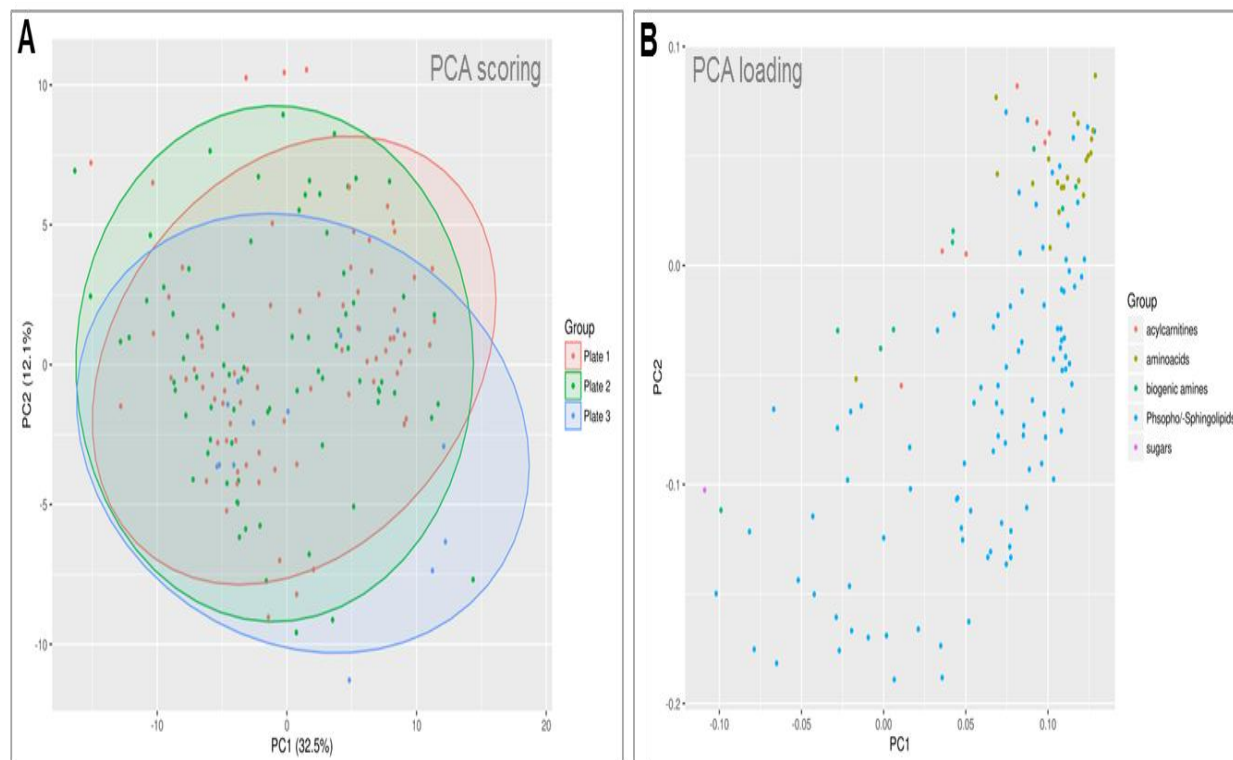 A
PCA scoring
10
5
0
-5
-10
PC2 (12.1%)
-10
0
10
20
PC1 (32.5%)
Group
Plate 1
Plate 2
Plate 3
B
PCA loading
0.1
0.0
-0.1
-0.2
PC2
-0.10
-0.05
0.00
0.05
0.10
PC1
Group
acylcarnitines
aminoacids
biogenic amines
Phsopho/-Sphingolipids
sugars